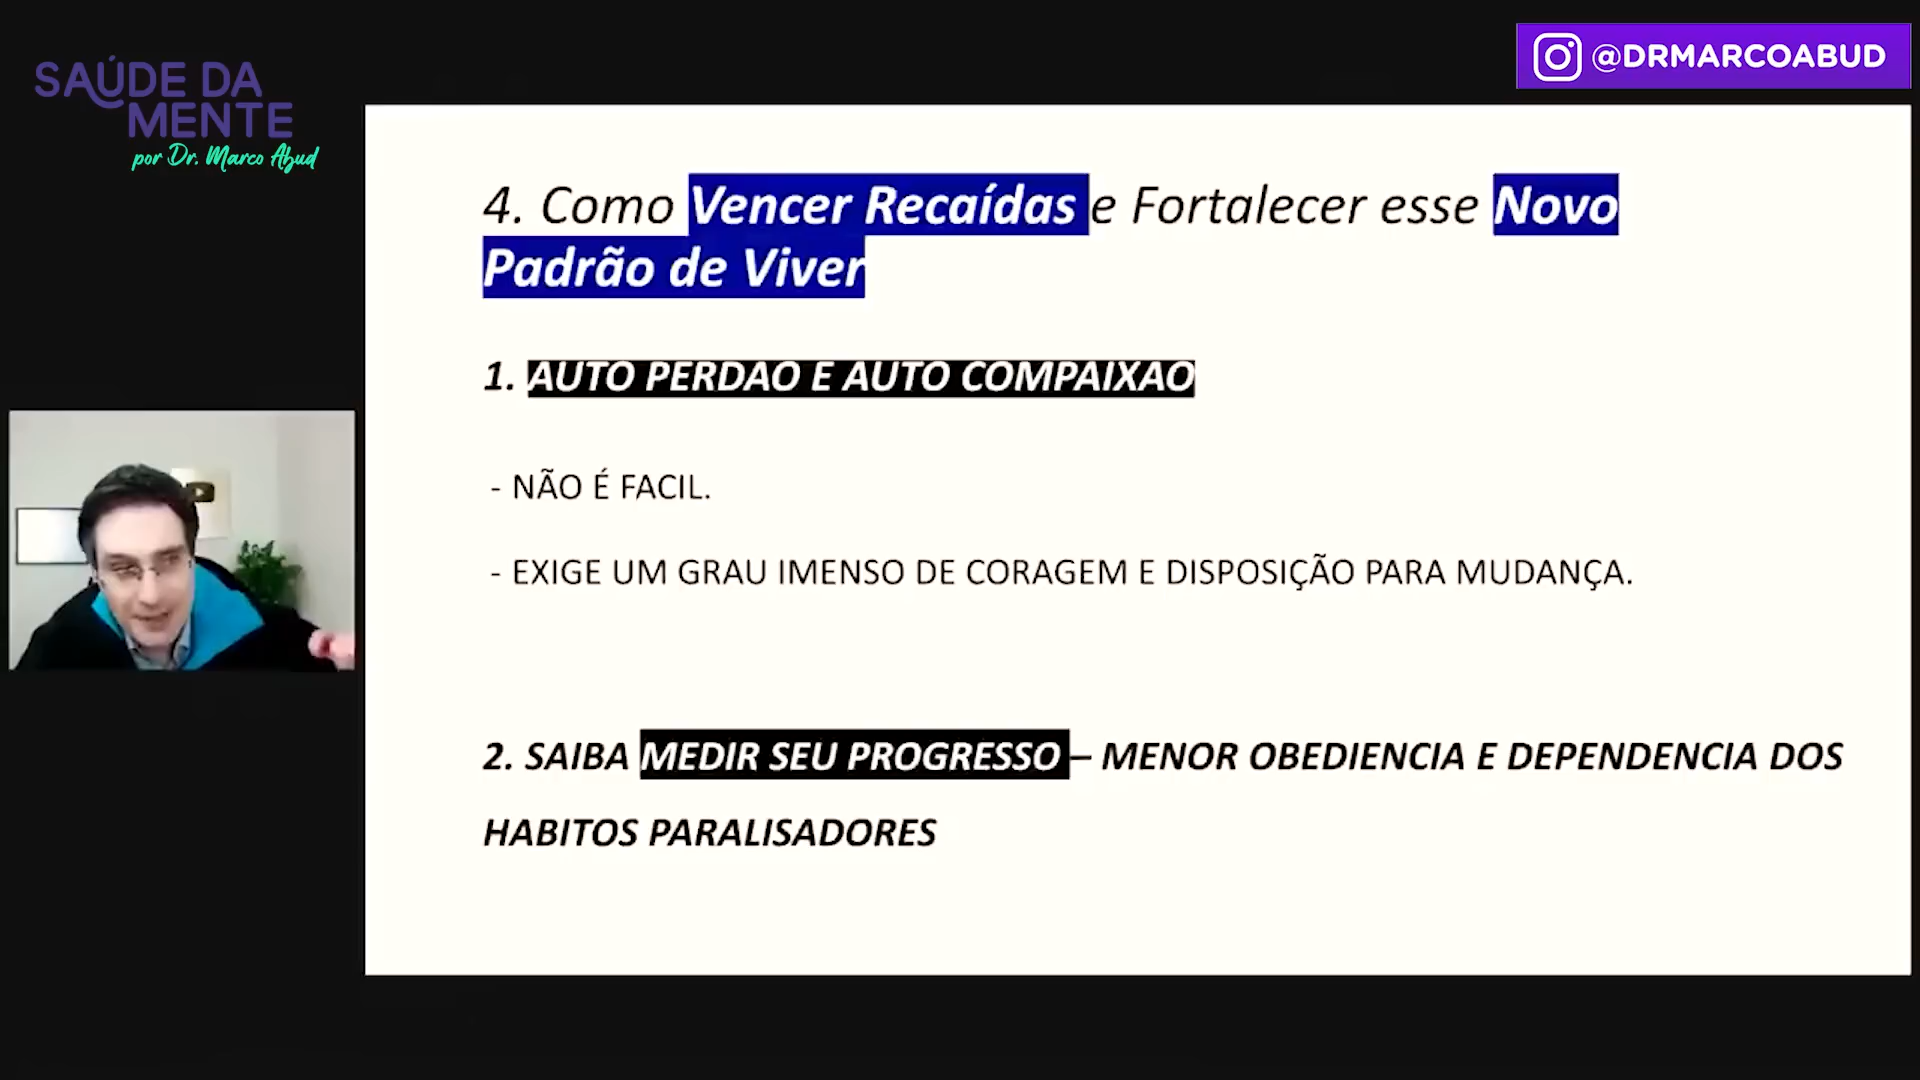 SAÚDE DA
MENTE
por Dr. Marco Abud
@DRMARCOABUD
4. Como Vencer Recaídas e Fortalecer esse Novo
Padrão de Viver
1. AUTO PERDAO E AUTO COMPAIXAO
- NÃO É FACIL.
- EXIGE UM GRAU IMENSO DE CORAGEM E DISPOSIÇÃO PARA MUDANÇA.
2. SAIBA MEDIR SEU PROGRESSO – MENOR OBEDIENCIA E DEPENDENCIA DOS
HABITOS PARALISADORES